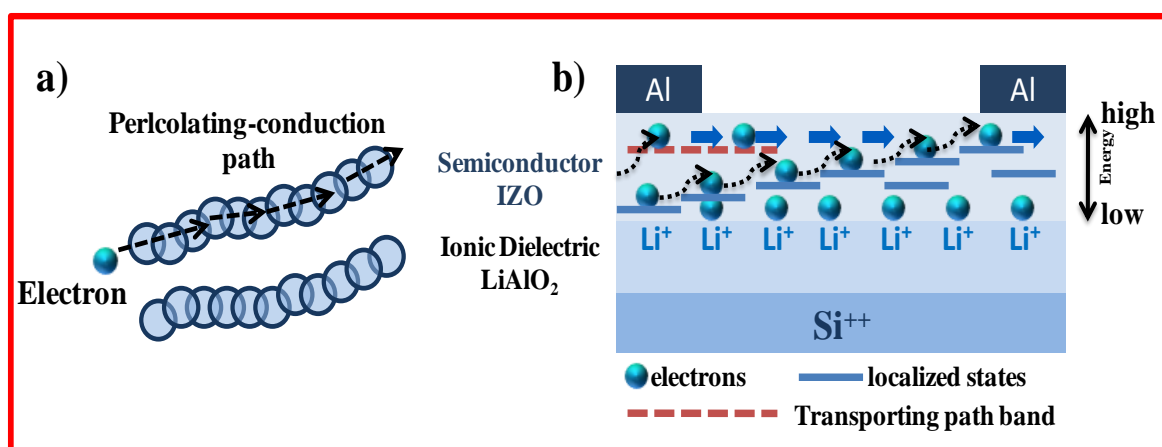 a)
Perlcolating-conduction
path
Electron
Semiconductor
IZO
Ionic Dielectric
LiAlO₂
b)
Al
Al
high
Energy
low
Li⁺ Li⁺ Li⁺ Li⁺ Li⁺ Li⁺ Li⁺
Si⁺⁺
electrons
localized states
Transporting path band